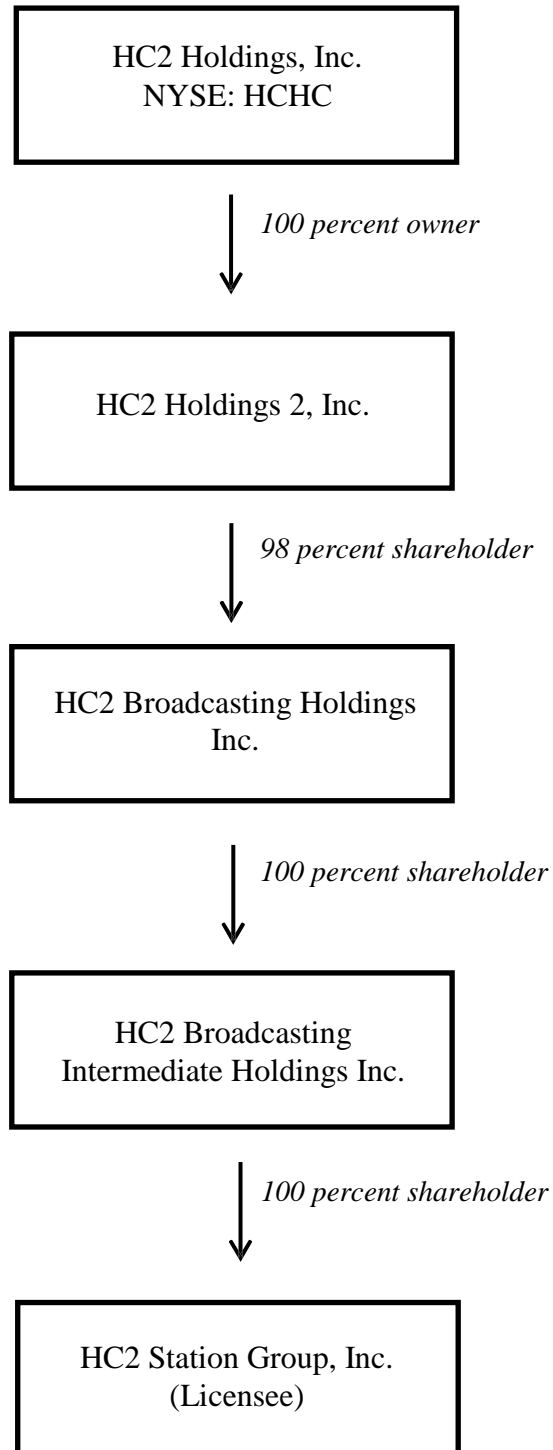 HC2 Holdings, Inc.
NYSE: HCHC
100 percent owner
HC2 Holdings 2, Inc.
98 percent shareholder
HC2 Broadcasting Holdings
Inc.
100 percent shareholder
HC2 Broadcasting
Intermediate Holdings Inc.
100 percent shareholder
HC2 Station Group, Inc.
(Licensee)